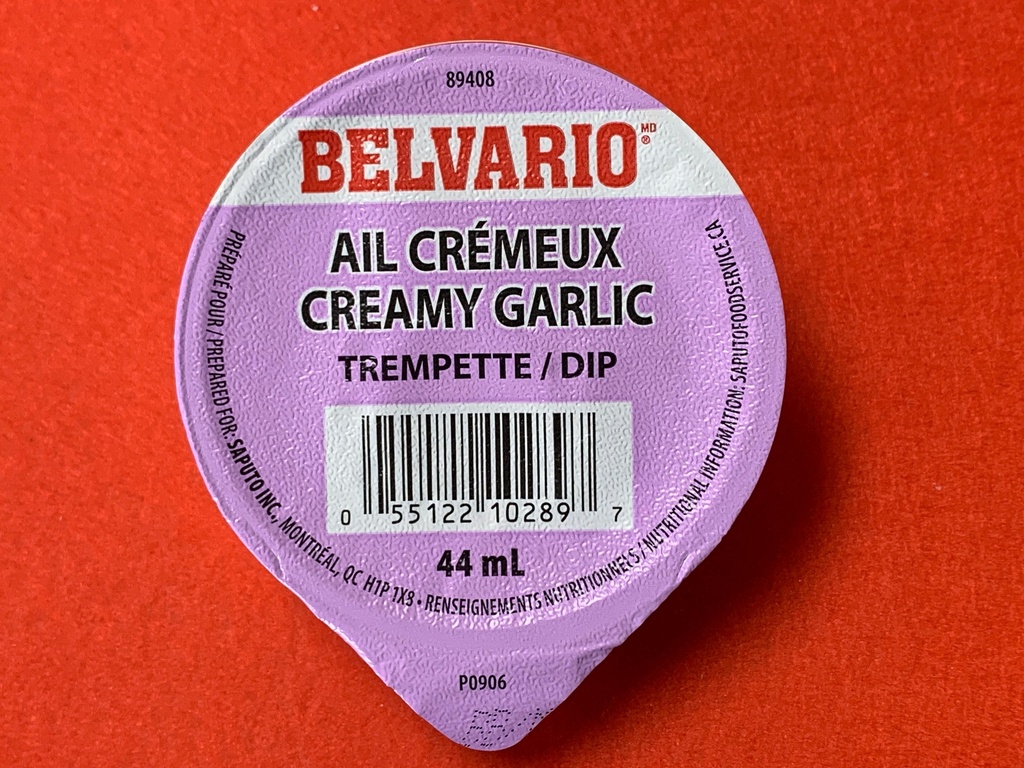 89408
BELVARIO MD ®
AIL CRÉMEUX
CREAMY GARLIC
TREMPETTE / DIP
0 55122 10289 7
44 mL
PRÉPARÉ POUR / PREPARED FOR: SAPUTO INC., MONTRÉAL, QC H1P 1X8 • RENSEIGNEMENTS NUTRITIONNELS / NUTRITIONAL INFORMATION: SAPUTOFOODSERVICE.CA
P0906